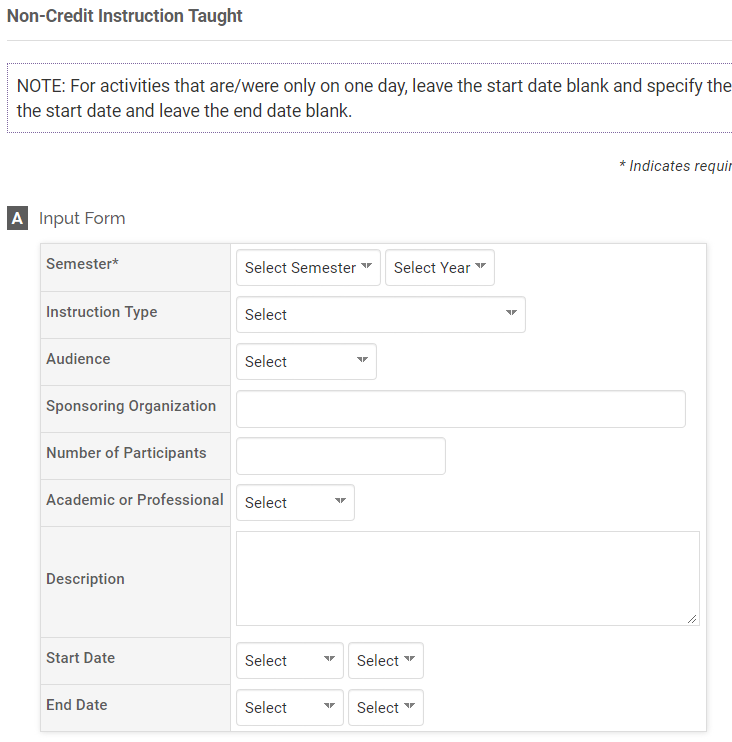 Non-Credit Instruction Taught
NOTE: For activities that are/were only on one day, leave the start date blank and specify the
the start date and leave the end date blank.
* Indicates
A Input Form
Semester* Select Semester Select Year
Instruction Type Select
Audience Select
Sponsoring Organization
Number of Participants
Academic or Professional Select
Description
Start Date Select Select
End Date Select Select